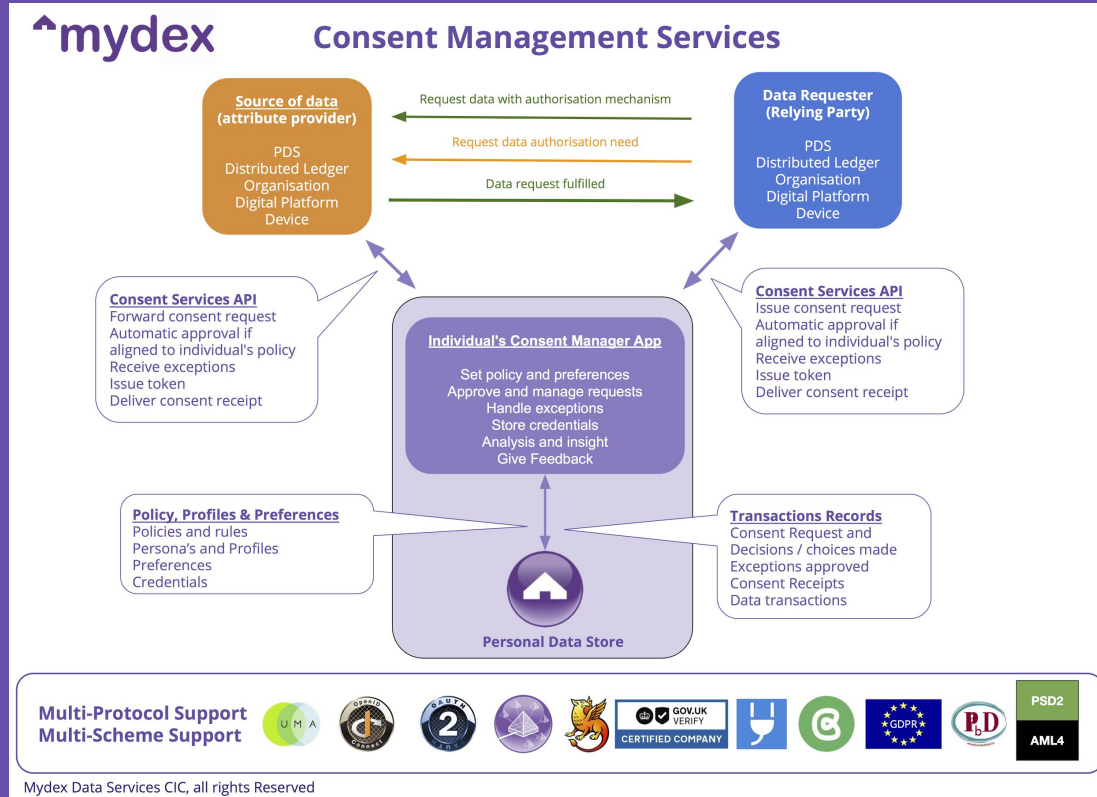 mydex
Consent Management Services
Source of data
(attribute provider)
PDS
Distributed Ledger
Organisation
Digital Platform
Device
Request data with authorisation mechanism
Request data authorisation need
Data request fulfilled
Data Requester
(Relying Party)
PDS
Distributed Ledger
Organisation
Digital Platform
Device
Consent Services API
Forward consent request
Automatic approval if
aligned to individual's policy
Receive exceptions
Issue token
Deliver consent receipt
Individual's Consent Manager App
Set policy and preferences
Approve and manage requests
Handle exceptions
Store credentials
Analysis and insight
Give Feedback
Consent Services API
Issue consent request
Automatic approval if
aligned to individual's policy
Receive exceptions
Issue token
Deliver consent receipt
Policy, Profiles & Preferences
Policies and rules
Persona's and Profiles
Preferences
Credentials
Transactions Records
Consent Request and
Decisions / choices made
Exceptions approved
Consent Receipts
Data transactions
Personal Data Store
Multi-Protocol Support
Multi-Scheme Support
UMA
OpenID
Connect
OAUTH
2
GOV.UK
VERIFY
CERTIFIED COMPANY
GDPR
PbD
PSD2
AML4
Mydex Data Services CIC, all rights Reserved